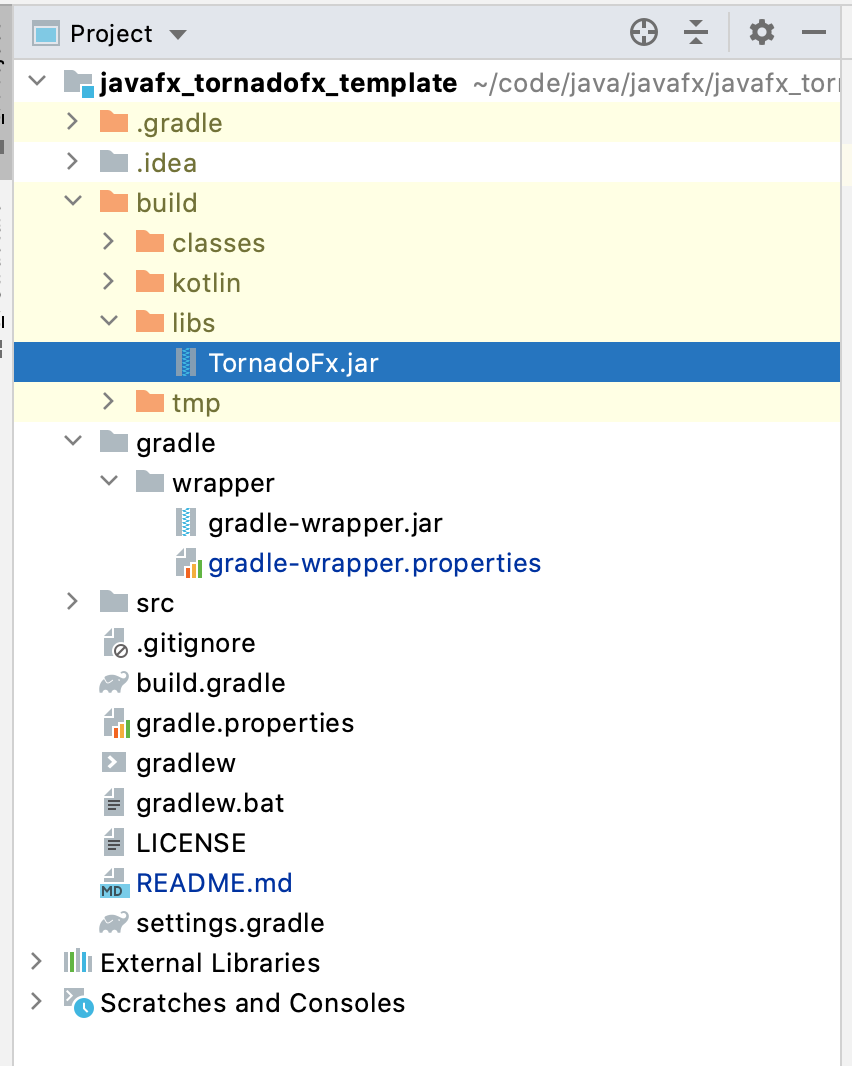 Project
javafx_tornadofx_template ~/code/java/javafx/javafx_tor
.gradle
.idea
build
classes
kotlin
libs
TornadoFx.jar
tmp
gradle
wrapper
gradle-wrapper.jar
gradle-wrapper.properties
src
.gitignore
build.gradle
gradle.properties
gradlew
gradlew.bat
LICENSE
MD README.md
settings.gradle
External Libraries
Scratches and Consoles